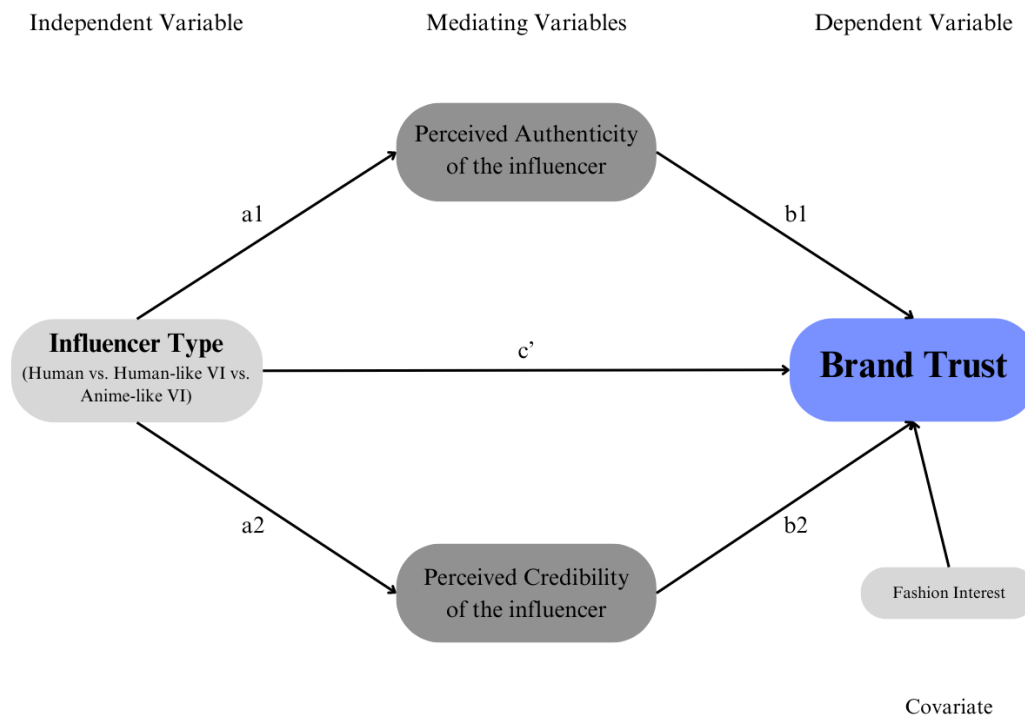 Independent Variable
Mediating Variables
Dependent Variable
Perceived Authenticity
of the influencer
a1
b1
Influencer Type
(Human vs. Human-like VI vs.
Anime-like VI)
c’
Brand Trust
a2
b2
Perceived Credibility
of the influencer
Fashion Interest
Covariate